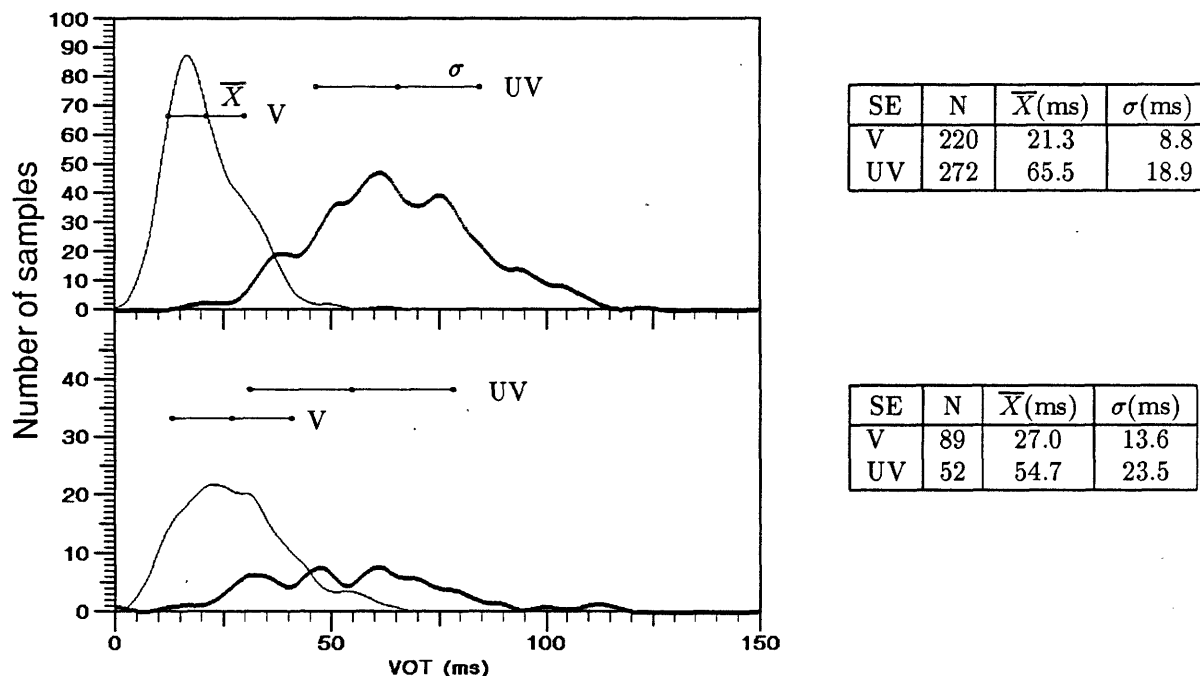 Number of samples
100
90
80
70
60
50
40
30
20
10
0
X̅
V
σ
UV
40
30
20
10
0
UV
V
0
50
100
150
VOT (ms)
SE N X̅(ms) σ(ms)
V 220 21.3 8.8
UV 272 65.5 18.9
SE N X̅(ms) σ(ms)
V 89 27.0 13.6
UV 52 54.7 23.5